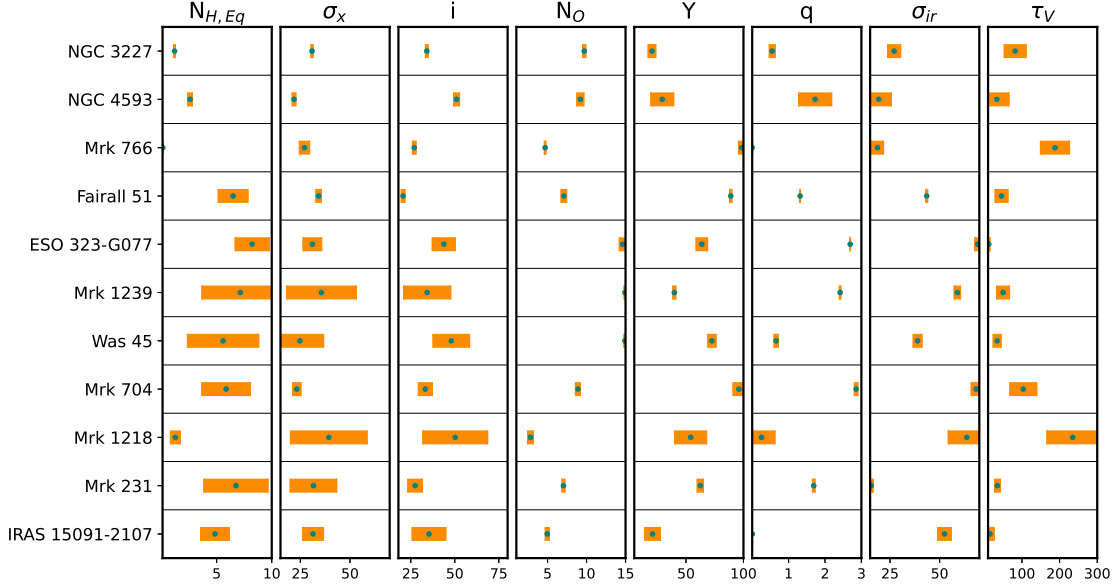 N_{H,Eq} σ_x i N_O Y q σ_{ir} τ_V
NGC 3227
NGC 4593
Mrk 766
Fairall 51
ESO 323-G077
Mrk 1239
Was 45
Mrk 704
Mrk 1218
Mrk 231
IRAS 15091-2107
5 10 25 50 25 50 75 5 10 15 50 100 1 2 3 25 50 100 200 300